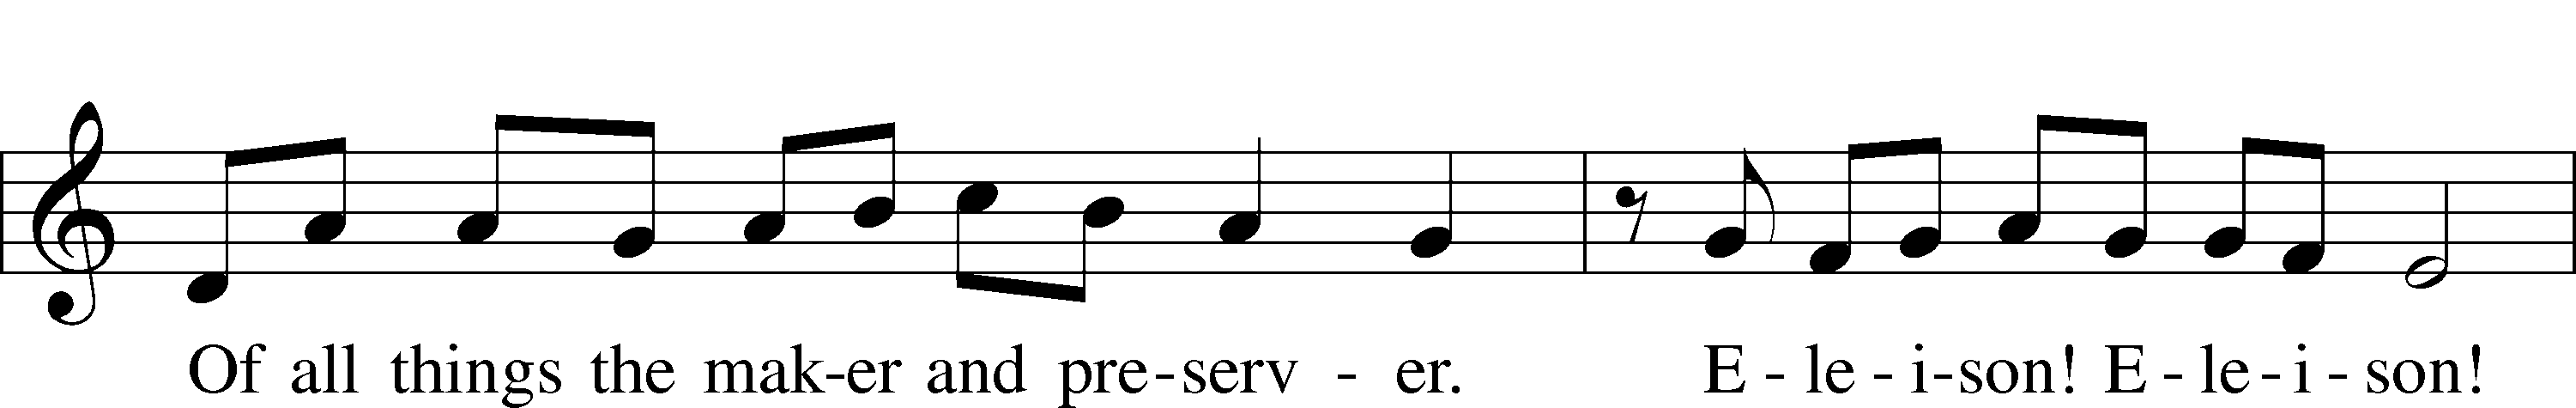 Of all things the mak-er and pre-serv - er. E - le - i-son! E - le - i - son!